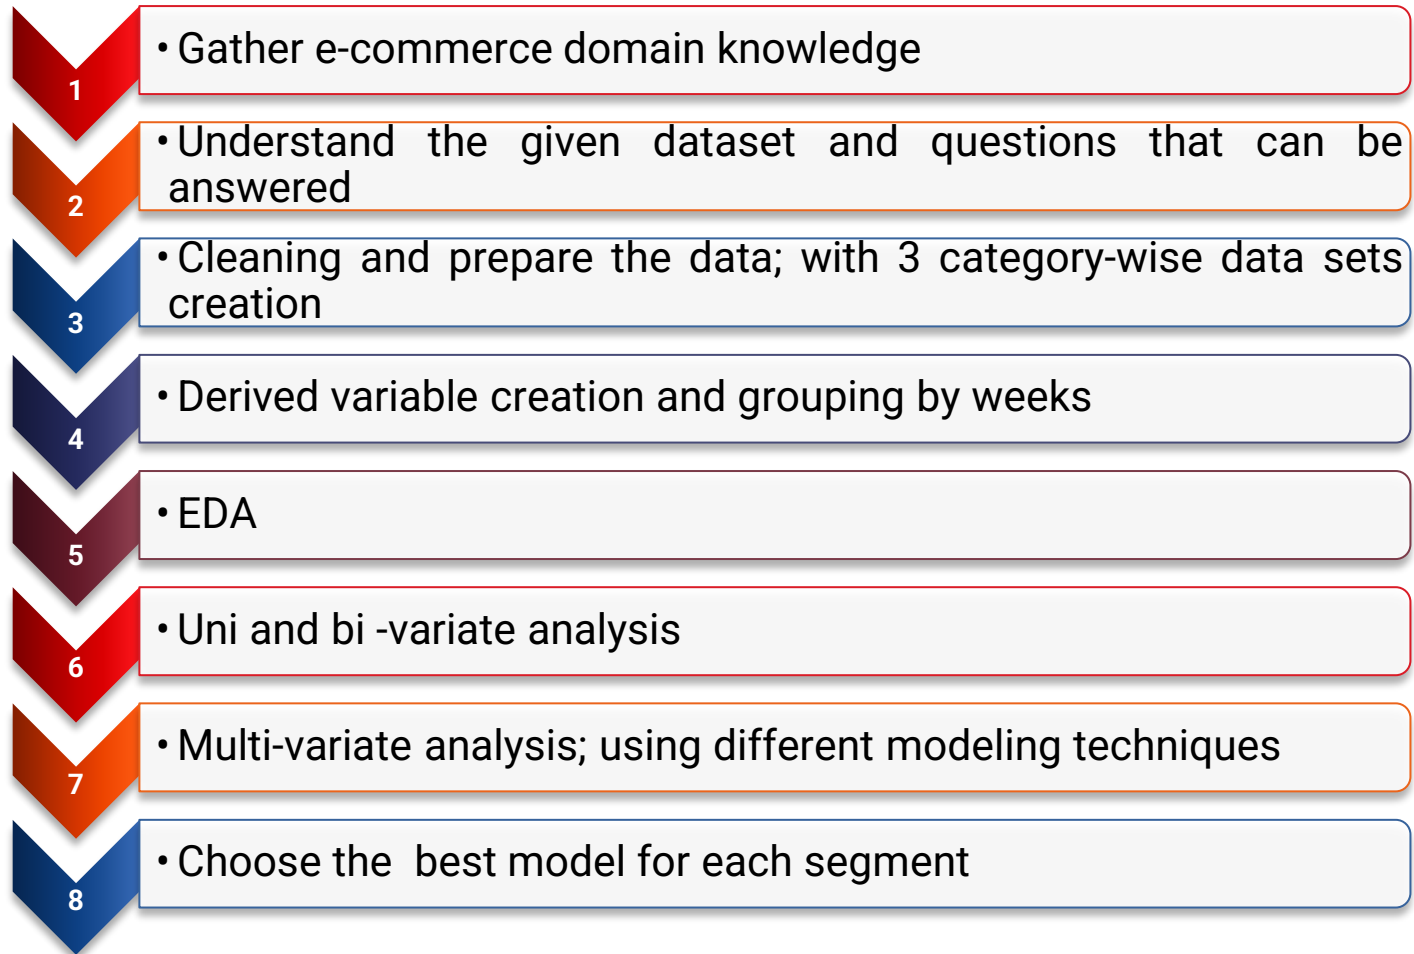 1
• Gather e-commerce domain knowledge
2
• Understand the given dataset and questions that can be
answered
3
• Cleaning and prepare the data; with 3 category-wise data sets
creation
4
• Derived variable creation and grouping by weeks
5
• EDA
6
• Uni and bi -variate analysis
7
• Multi-variate analysis; using different modeling techniques
8
• Choose the  best model for each segment